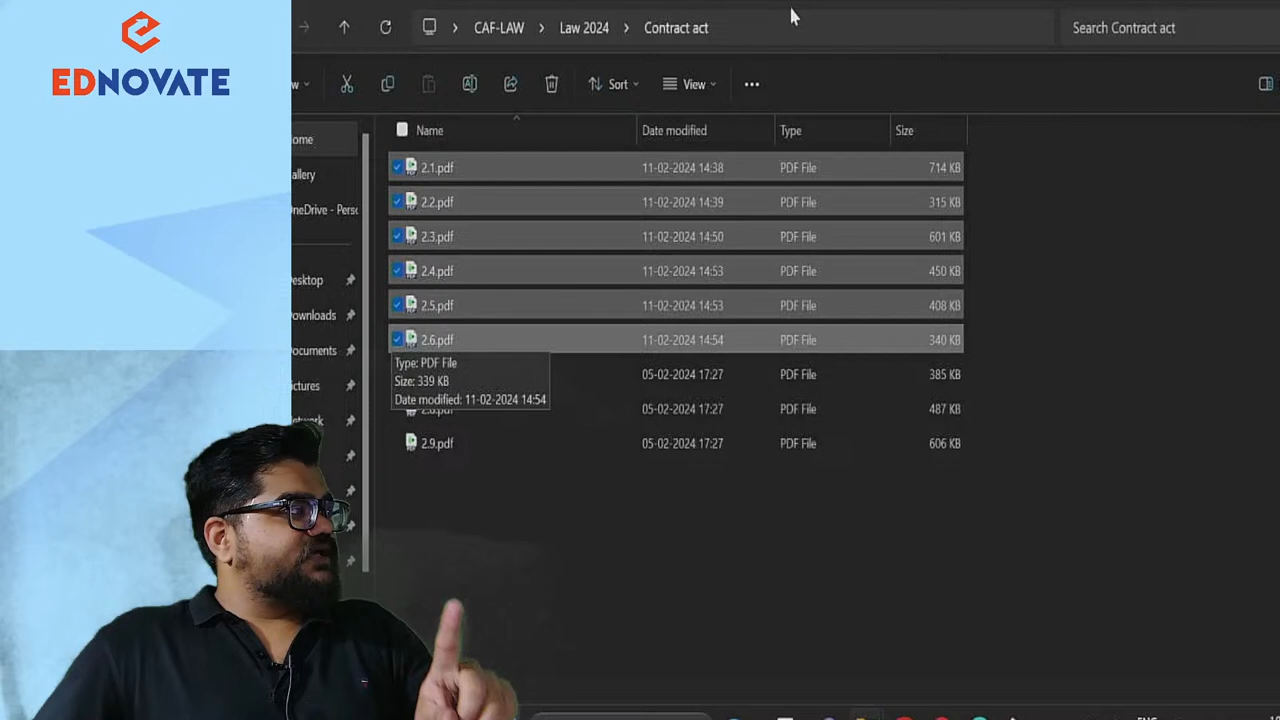 EDNOVATE
CAF-LAW > Law 2024 > Contract act
Search Contract act
Sort
View
Name Date modified Type Size
2.1.pdf 11-02-2024 14:38 PDF File 714 KB
2.2.pdf 11-02-2024 14:39 PDF File 315 KB
2.3.pdf 11-02-2024 14:50 PDF File 601 KB
2.4.pdf 11-02-2024 14:53 PDF File 450 KB
2.5.pdf 11-02-2024 14:53 PDF File 408 KB
2.6.pdf 11-02-2024 14:54 PDF File 340 KB
Type: PDF File
Size: 339 KB
Date modified: 11-02-2024 14:54
05-02-2024 17:27 PDF File 385 KB
05-02-2024 17:27 PDF File 487 KB
2.9.pdf 05-02-2024 17:27 PDF File 606 KB
ome
allery
neDrive - Perso
esktop
ownloads
ocuments
ictures